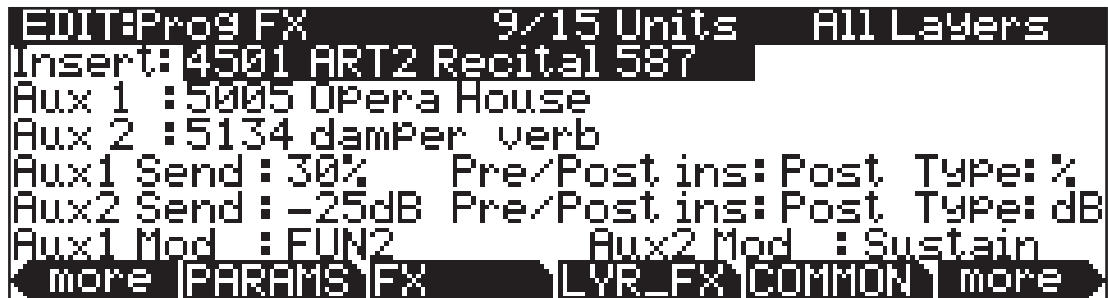 EDIT:Prog FX 9/15 Units All Layers
Insert: 4501 ART2 Recital 587
Aux 1 :5005 Opera House
Aux 2 :5134 damper verb
Aux1 Send : 30% Pre/Post ins: Post Type: %
Aux2 Send : -25dB Pre/Post ins: Post Type: dB
Aux1 Mod : FUN2 Aux2 Mod : Sustain
more PARAMS FX LYR_FX COMMON more